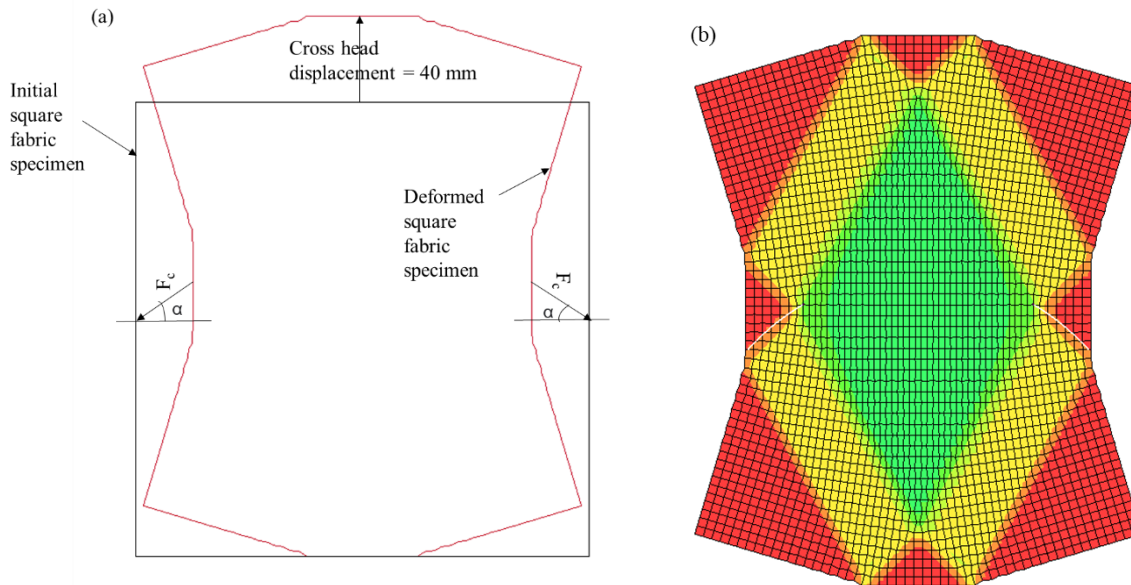 (a)
Cross head
displacement = 40 mm
Initial
square
fabric
specimen
Deformed
square
fabric
specimen
F_c
α
F_c
α
(b)